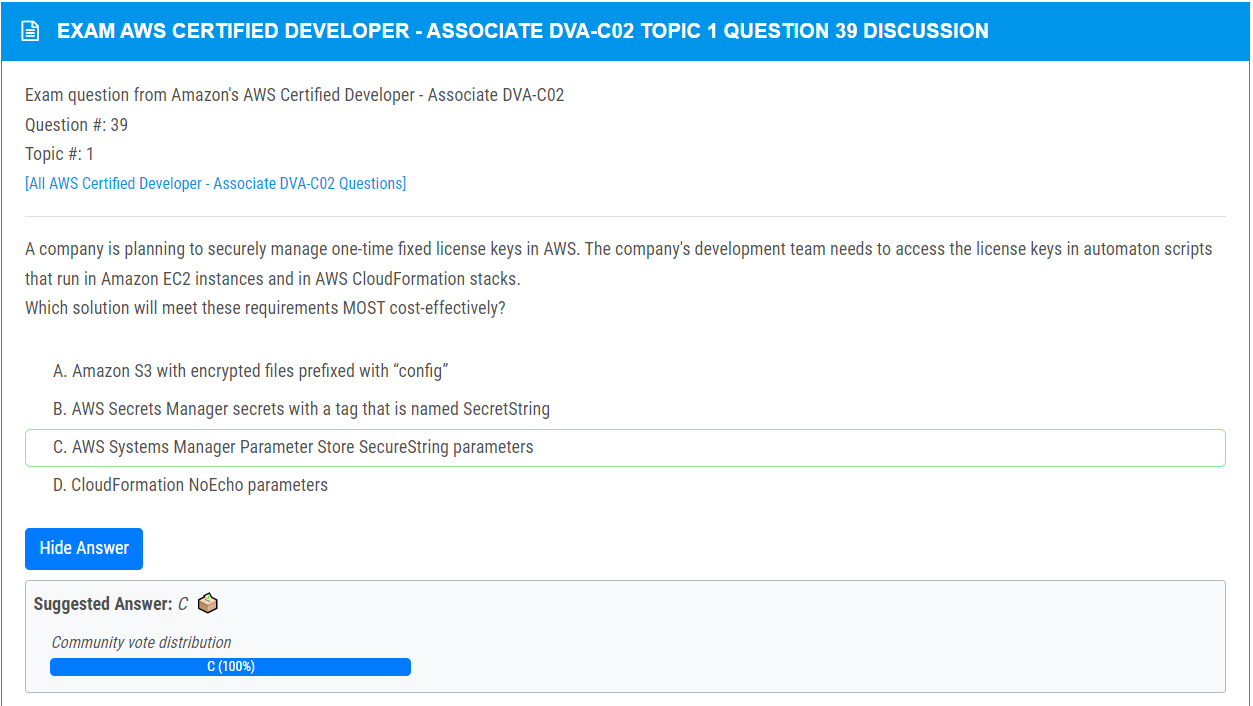 EXAM AWS CERTIFIED DEVELOPER - ASSOCIATE DVA-C02 TOPIC 1 QUESTION 39 DISCUSSION
Exam question from Amazon's AWS Certified Developer - Associate DVA-C02
Question #: 39
Topic #: 1
[All AWS Certified Developer - Associate DVA-C02 Questions]
A company is planning to securely manage one-time fixed license keys in AWS. The company's development team needs to access the license keys in automaton scripts
that run in Amazon EC2 instances and in AWS CloudFormation stacks.
Which solution will meet these requirements MOST cost-effectively?
A. Amazon S3 with encrypted files prefixed with “config”
B. AWS Secrets Manager secrets with a tag that is named SecretString
C. AWS Systems Manager Parameter Store SecureString parameters
D. CloudFormation NoEcho parameters
Hide Answer
Suggested Answer: C
Community vote distribution
C (100%)